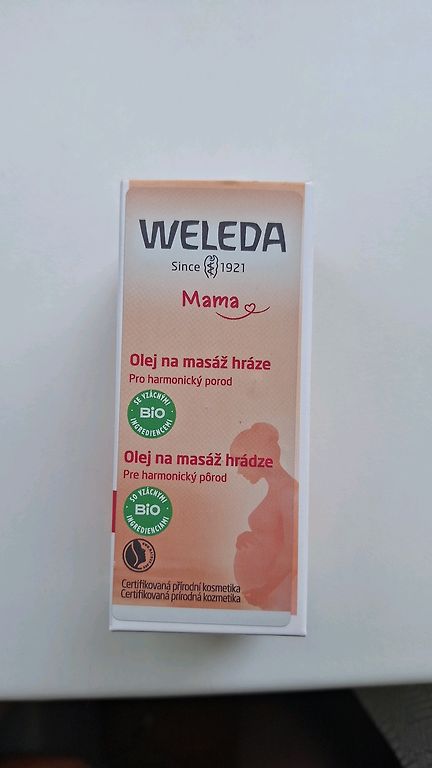 WELEDA
Since 1921
Mama
Olej na masáž hráze
Pro harmonický porod
SE VZÁCNÝMI
BIO
INGREDIENCEMI
Olej na masáž hrádze
Pre harmonický pôrod
SO VZÁCNYMI
BIO
INGREDIENCIAMI
Certifikovaná přírodní kosmetika
Certifikovaná prírodná kozmetika